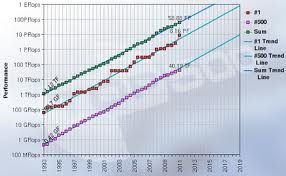 1 EFlops
100 PFlops
10 PFlops
1 PFlops
100 TFlops
10 TFlops
1 TFlops
100 GFlops
10 GFlops
1 GFlops
100 MFlops
Performance
58.88 PF
8.16 PF
40.19 TF
1993
1995
1997
1999
2001
2003
2005
2007
2009
2011
2013
2015
2017
2019
#1
#500
Sum
#1 Trend
Line
#500 Trend
Line
Sum Trend
Line